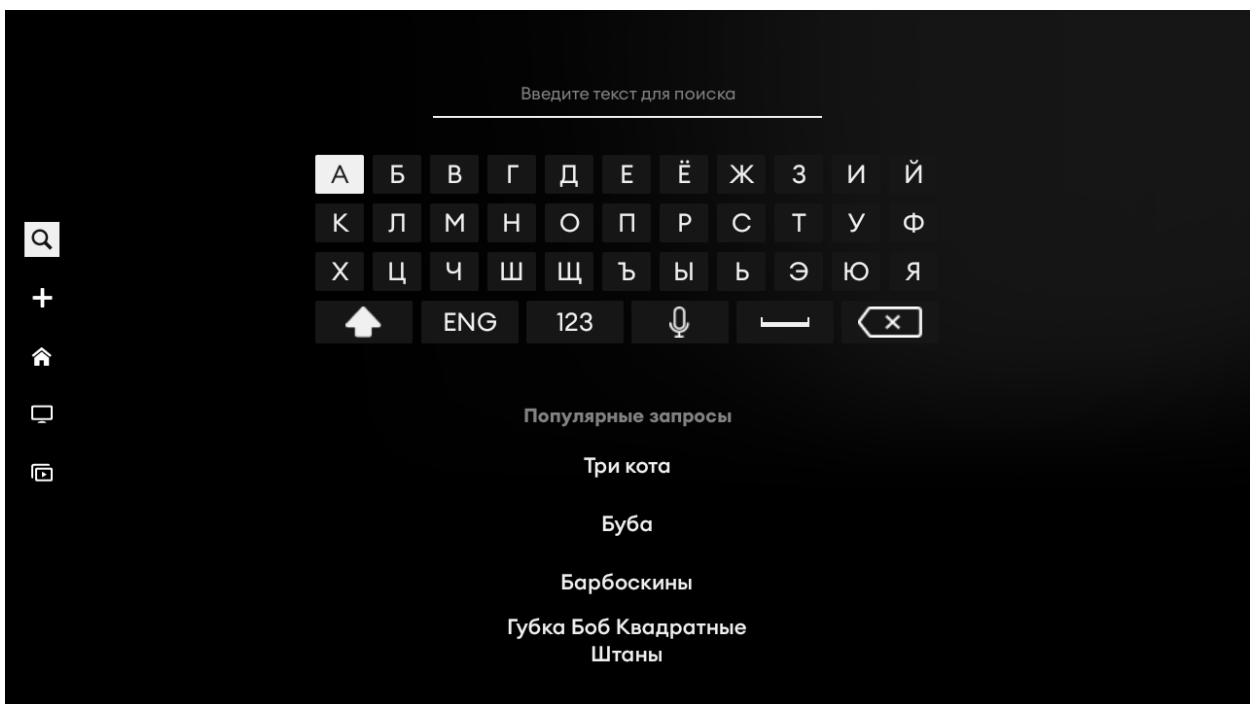 Введите текст для поиска
А Б В Г Д Е Ё Ж З И Й
К Л М Н О П Р С Т У Ф
Х Ц Ч Ш Щ Ъ Ы Ь Э Ю Я
ENG 123
Популярные запросы
Три кота
Буба
Барбоскины
Губка Боб Квадратные
Штаны